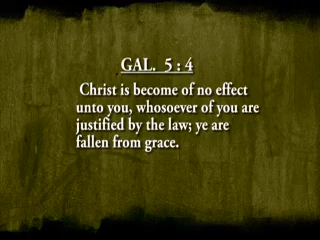 GAL. 5 : 4
Christ is become of no effect
unto you, whosoever of you are
justified by the law; ye are
fallen from grace.